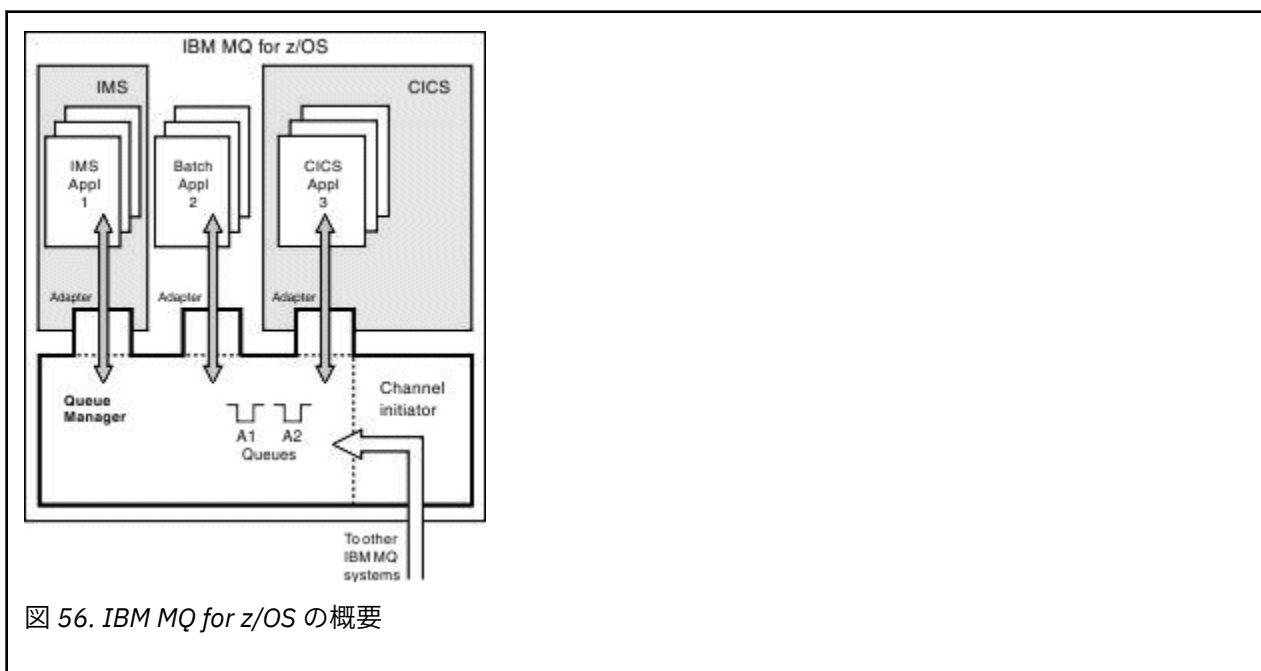 IBM MQ for z/OS
IMS
CICS
IMS
Appl
1
Batch
Appl
2
CICS
Appl
3
Adapter
Adapter
Adapter
Queue
Manager
A1
A2
Queues
Channel
initiator
To other
IBM MQ
systems
図 56. IBM MQ for z/OS の概要